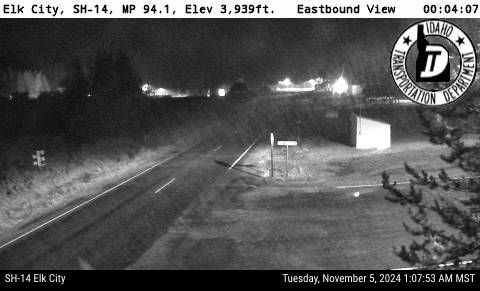 Elk City, SH-14, MP 94.1, Elev 3,939ft. Eastbound View 00:04:07
IDAHO
TRANSPORTATION DEPARTMENT
SH-14 Elk City Tuesday, November 5, 2024 1:07:53 AM MST